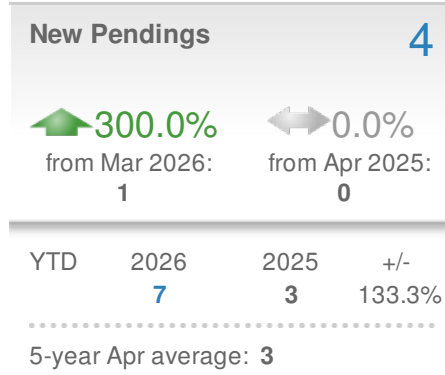 New Pendings 4
300.0% 0.0%
from Mar 2026: from Apr 2025:
1 0
YTD 2026 2025 +/-
7 3 133.3%
5-year Apr average: 3